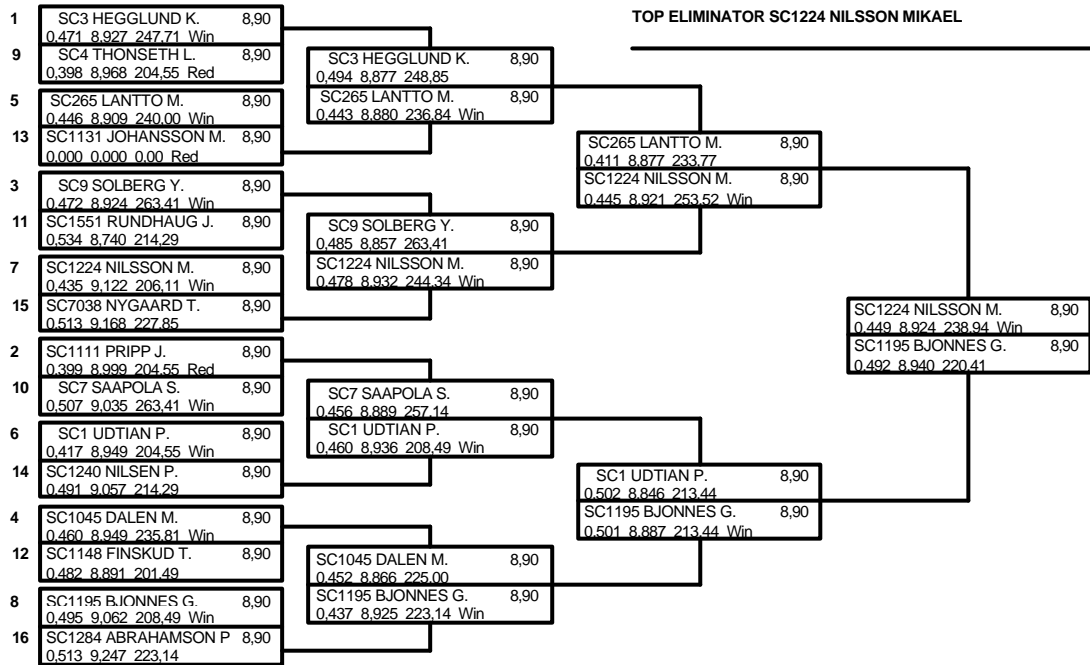 TOP ELIMINATOR SC1224 NILSSON MIKAEL
1 SC3 HEGGLUND K. 8,90
0,471 8,927 247,71 Win
9 SC4 THONSETH L. 8,90
0,398 8,968 204,55 Red
5 SC265 LANTTO M. 8,90
0,446 8,909 240,00 Win
13 SC1131 JOHANSSON M. 8,90
0,000 0,000 0,00 Red
3 SC9 SOLBERG Y. 8,90
0,472 8,924 263,41 Win
11 SC1551 RUNDHAUG J. 8,90
0,534 8,740 214,29
7 SC1224 NILSSON M. 8,90
0,435 9,122 206,11 Win
15 SC7038 NYGAARD T. 8,90
0,513 9,168 227,85
2 SC1111 PRIPP J. 8,90
0,399 8,999 204,55 Red
10 SC7 SAAPOLA S. 8,90
0,507 9,035 263,41 Win
6 SC1 UDTIAN P. 8,90
0,417 8,949 204,55 Win
14 SC1240 NILSEN P. 8,90
0,491 9,057 214,29
4 SC1045 DALEN M. 8,90
0,460 8,949 235,81 Win
12 SC1148 FINSKUD T. 8,90
0,482 8,891 201,49
8 SC1195 BJONNES G. 8,90
0,495 9,062 208,49 Win
16 SC1284 ABRAHAMSON P 8,90
0,513 9,247 223,14
SC3 HEGGLUND K. 8,90
0,494 8,877 248,85
SC265 LANTTO M. 8,90
0,443 8,880 236,84 Win
SC9 SOLBERG Y. 8,90
0,485 8,857 263,41
SC1224 NILSSON M. 8,90
0,478 8,932 244,34 Win
SC7 SAAPOLA S. 8,90
0,456 8,889 257,14
SC1 UDTIAN P. 8,90
0,460 8,936 208,49 Win
SC1045 DALEN M. 8,90
0,452 8,866 225,00
SC1195 BJONNES G. 8,90
0,437 8,925 223,14 Win
SC265 LANTTO M. 8,90
0,411 8,877 233,77
SC1224 NILSSON M. 8,90
0,445 8,921 253,52 Win
SC1 UDTIAN P. 8,90
0,502 8,846 213,44
SC1195 BJONNES G. 8,90
0,501 8,887 213,44 Win
SC1224 NILSSON M. 8,90
0,449 8,924 238,94 Win
SC1195 BJONNES G. 8,90
0,492 8,940 220,41